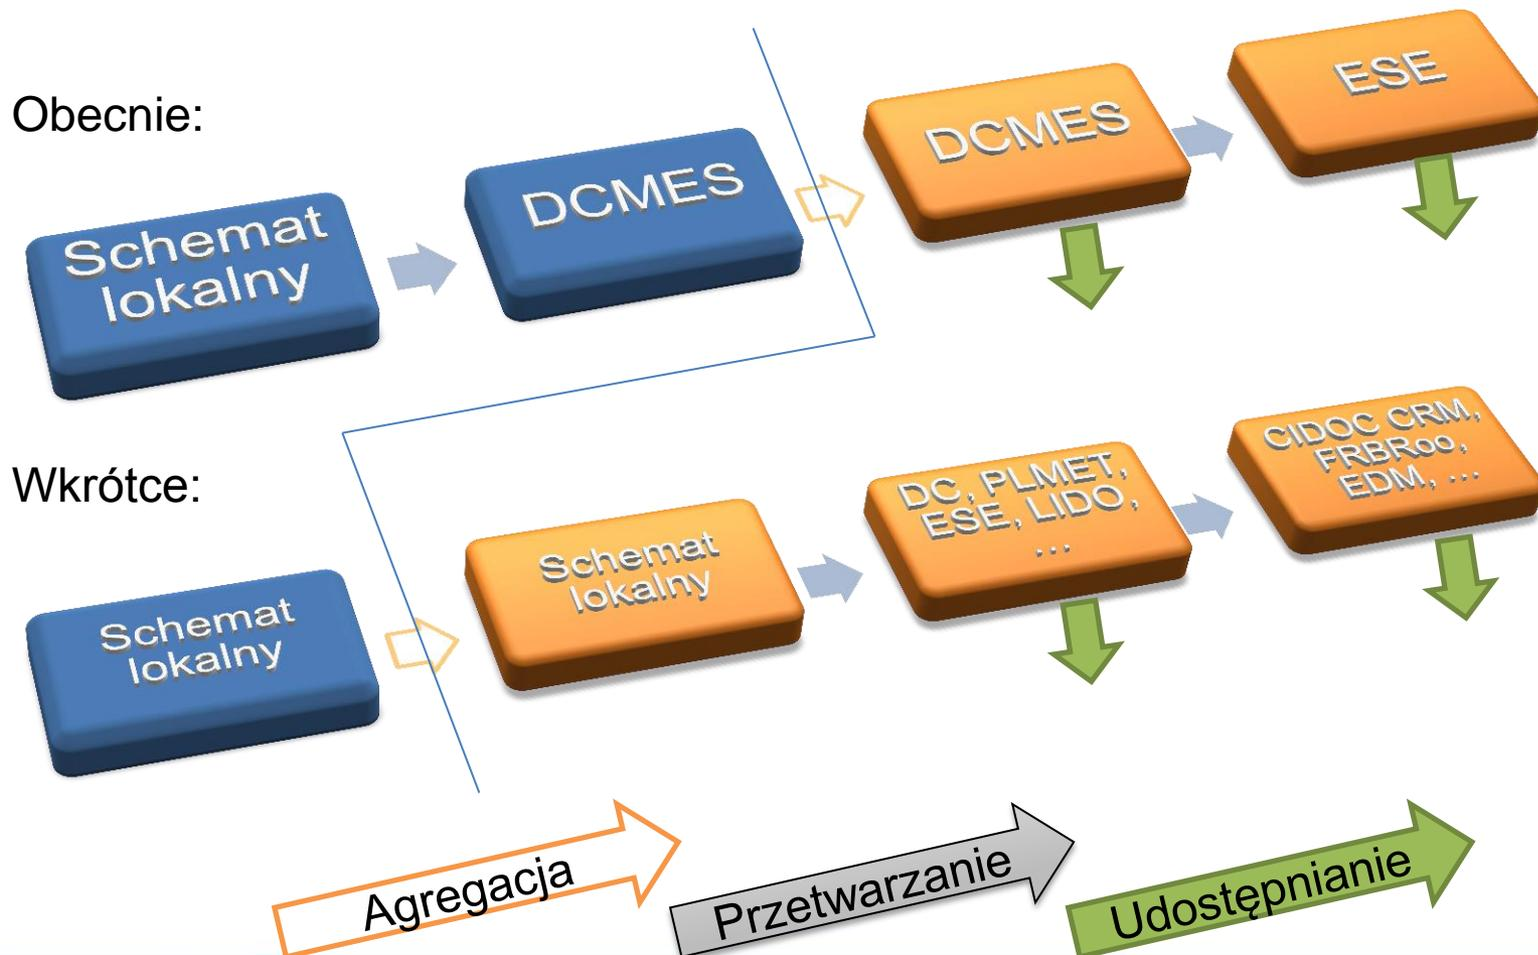 Obecnie:
Schemat
lokalny
DCMES
DCMES
ESE
Wkrótce:
Schemat
lokalny
Schemat
lokalny
DC, PLMET,
ESE, LIDO,
...
CIDOC CRM,
FRBRoo,
EDM, ...
Agregacja
Przetwarzanie
Udostępnianie